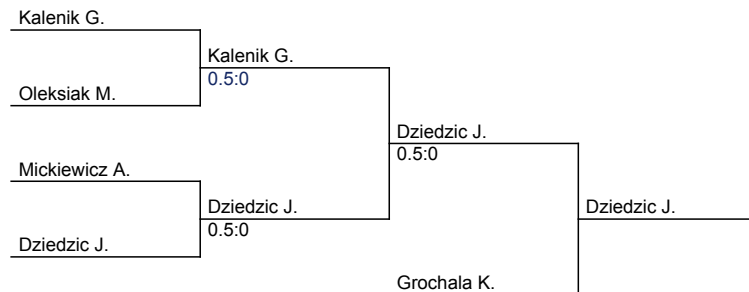 Kalenik G.
Kalenik G.
0.5:0
Oleksiak M.
Dziedzic J.
0.5:0
Mickiewicz A.
Dziedzic J.
0.5:0
Dziedzic J.
Dziedzic J.
Grochala K.